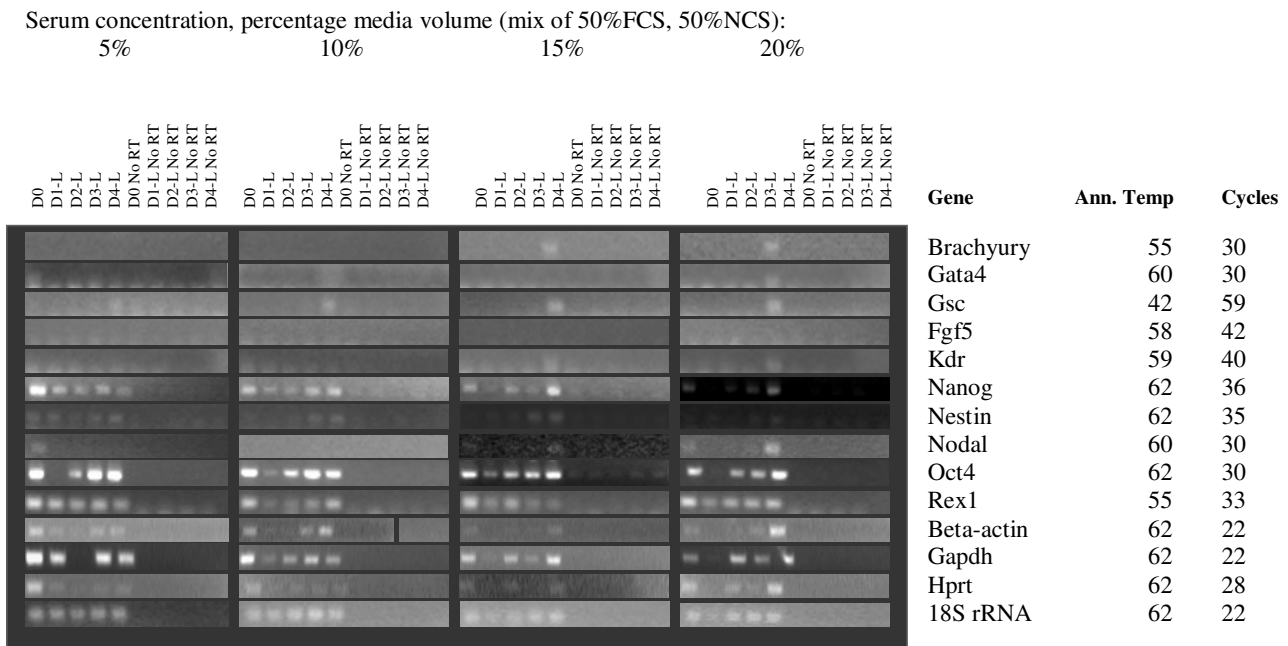 Serum concentration, percentage media volume (mix of 50%FCS, 50%NCS):
5% 10% 15% 20%
D0 D1-L D2-L D3-L D4-L D0 No RT D1-L No RT D2-L No RT D3-L No RT D4-L No RT D0 D1-L D2-L D3-L D4-L D0 No RT D1-L No RT D2-L No RT D3-L No RT D4-L No RT D0 D1-L D2-L D3-L D4-L D0 No RT D1-L No RT D2-L No RT D3-L No RT D4-L No RT D0 D1-L D2-L D3-L D4-L D0 No RT D1-L No RT D2-L No RT D3-L No RT D4-L No RT
Gene Ann. Temp Cycles
Brachyury 55 30
Gata4 60 30
Gsc 42 59
Fgf5 58 42
Kdr 59 40
Nanog 62 36
Nestin 62 35
Nodal 60 30
Oct4 62 30
Rex1 55 33
Beta-actin 62 22
Gapdh 62 22
Hprt 62 28
18S rRNA 62 22